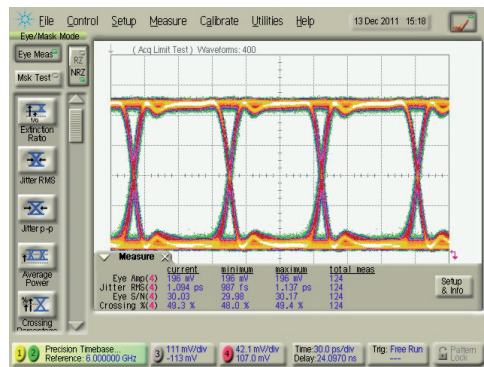 File Control Setup Measure Calibrate Utilities Help 13 Dec 2011 15:18
Eye/Mask Mode
Eye Meas
RZ
NRZ
Msk Test
( Acq Limit Test ) Waveforms: 400
Extinction
Ratio
Jitter RMS
Jitter p-p
Average
Power
Crossing
Measure
current minimum maximum total meas
Eye Amp(4) 196 mV 196 mV 196 mV 124
Jitter RMS(4) 1.094 ps 987 fs 1.137 ps 124
Eye S/N(4) 30.03 29.98 30.17 124
Crossing %(4) 49.3 % 48.0 % 49.4 % 124
Setup
& Info
1 2 Precision Timebase...
Reference: 6.000000 GHz
3 111 mV/div
-113 mV
4 42.1 mV/div
107.0 mV
Time:30.0 ps/div
Delay:24.0970 ns
Trig: Free Run
---
Pattern
Lock